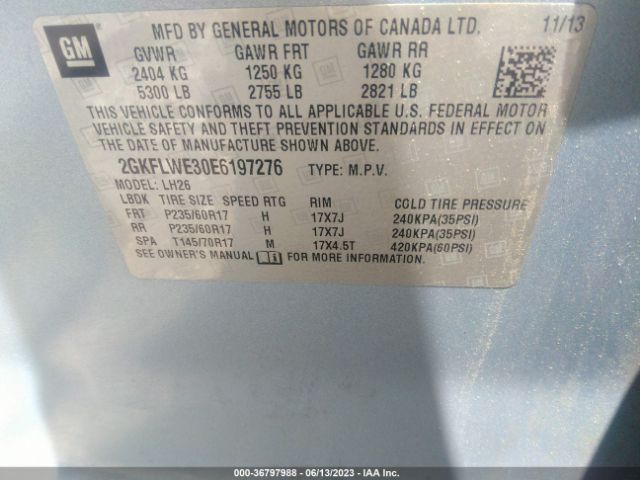 GM
MFD BY GENERAL MOTORS OF CANADA LTD. 11/13
GVWR GAWR FRT GAWR RR
2404 KG 1250 KG 1280 KG
5300 LB 2755 LB 2821 LB
THIS VEHICLE CONFORMS TO ALL APPLICABLE U.S. FEDERAL MOTOR
VEHICLE SAFETY AND THEFT PREVENTION STANDARDS IN EFFECT ON
THE DATE OF MANUFACTURE SHOWN ABOVE.
2GKFLWE30E6197276 TYPE: M.P.V.
MODEL: LH26
LBDK TIRE SIZE SPEED RTG RIM COLD TIRE PRESSURE
FRT P235/60R17 H 17X7J 240KPA(35PSI)
RR P235/60R17 H 17X7J 240KPA(35PSI)
SPA T145/70R17 M 17X4.5T 420KPA(60PSI)
SEE OWNER'S MANUAL FOR MORE INFORMATION.
000-36797988 - 06/13/2023 - IAA Inc.